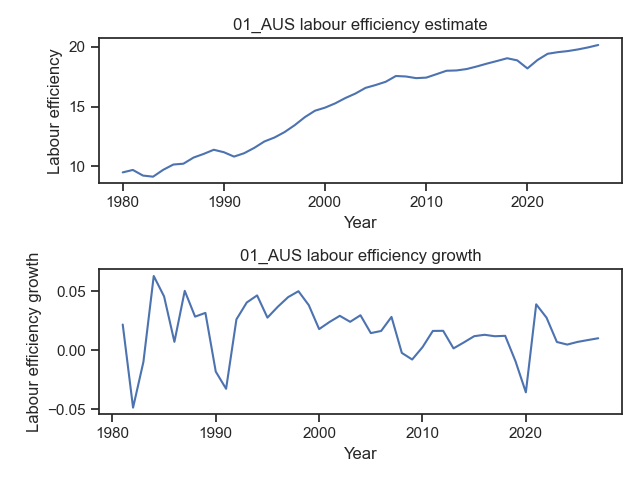 01_AUS labour efficiency estimate
20
15
10
Labour efficiency
1980
1990
2000
2010
2020
Year
01_AUS labour efficiency growth
0.05
0.00
−0.05
Labour efficiency growth
1980
1990
2000
2010
2020
Year